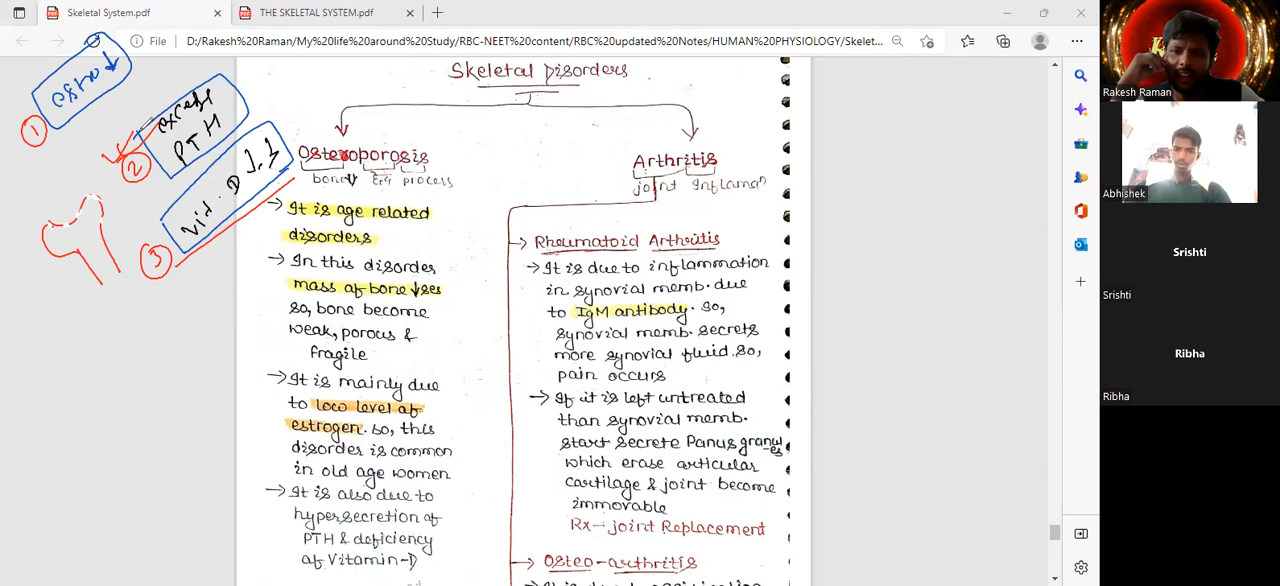 Skeletal System.pdf
THE SKELETAL SYSTEM.pdf
File
D:/Rakesh%20Raman/My%20life%20around%20Study/RBC-NEET%20content/RBC%20updated%20Notes/HUMAN%20PHYSIOLOGY/Skelet...
estro ↓
①
excess
PTH
②
vit. D ↓↓
③
Skeletal Disorders
Osteoporosis
bone
process
→ It is age related
disorders
→ In this disorder
mass of bone ↓ses
so, bone become
weak, porous &
fragile
→ It is mainly due
to low level of
estrogen. so, this
disorder is common
in old age women
→ It is also due to
hypersecretion of
PTH & deficiency
of Vitamin-D
Arthritis
joint Inflaman
→ Rheumatoid Arthritis
→ It is due to inflammation
in synovial memb. due
to IgM antibody. so,
synovial memb. secrets
more synovial fluid. so,
pain occurs
→ If it is left untreated
than synovial memb.
start secrete Panus granules
which erase articular
cartilage & joint become
immovable
Rx- joint Replacement
→ Osteo-arthritis
Rakesh Raman
Abhishek
Srishti
Srishti
Ribha
Ribha